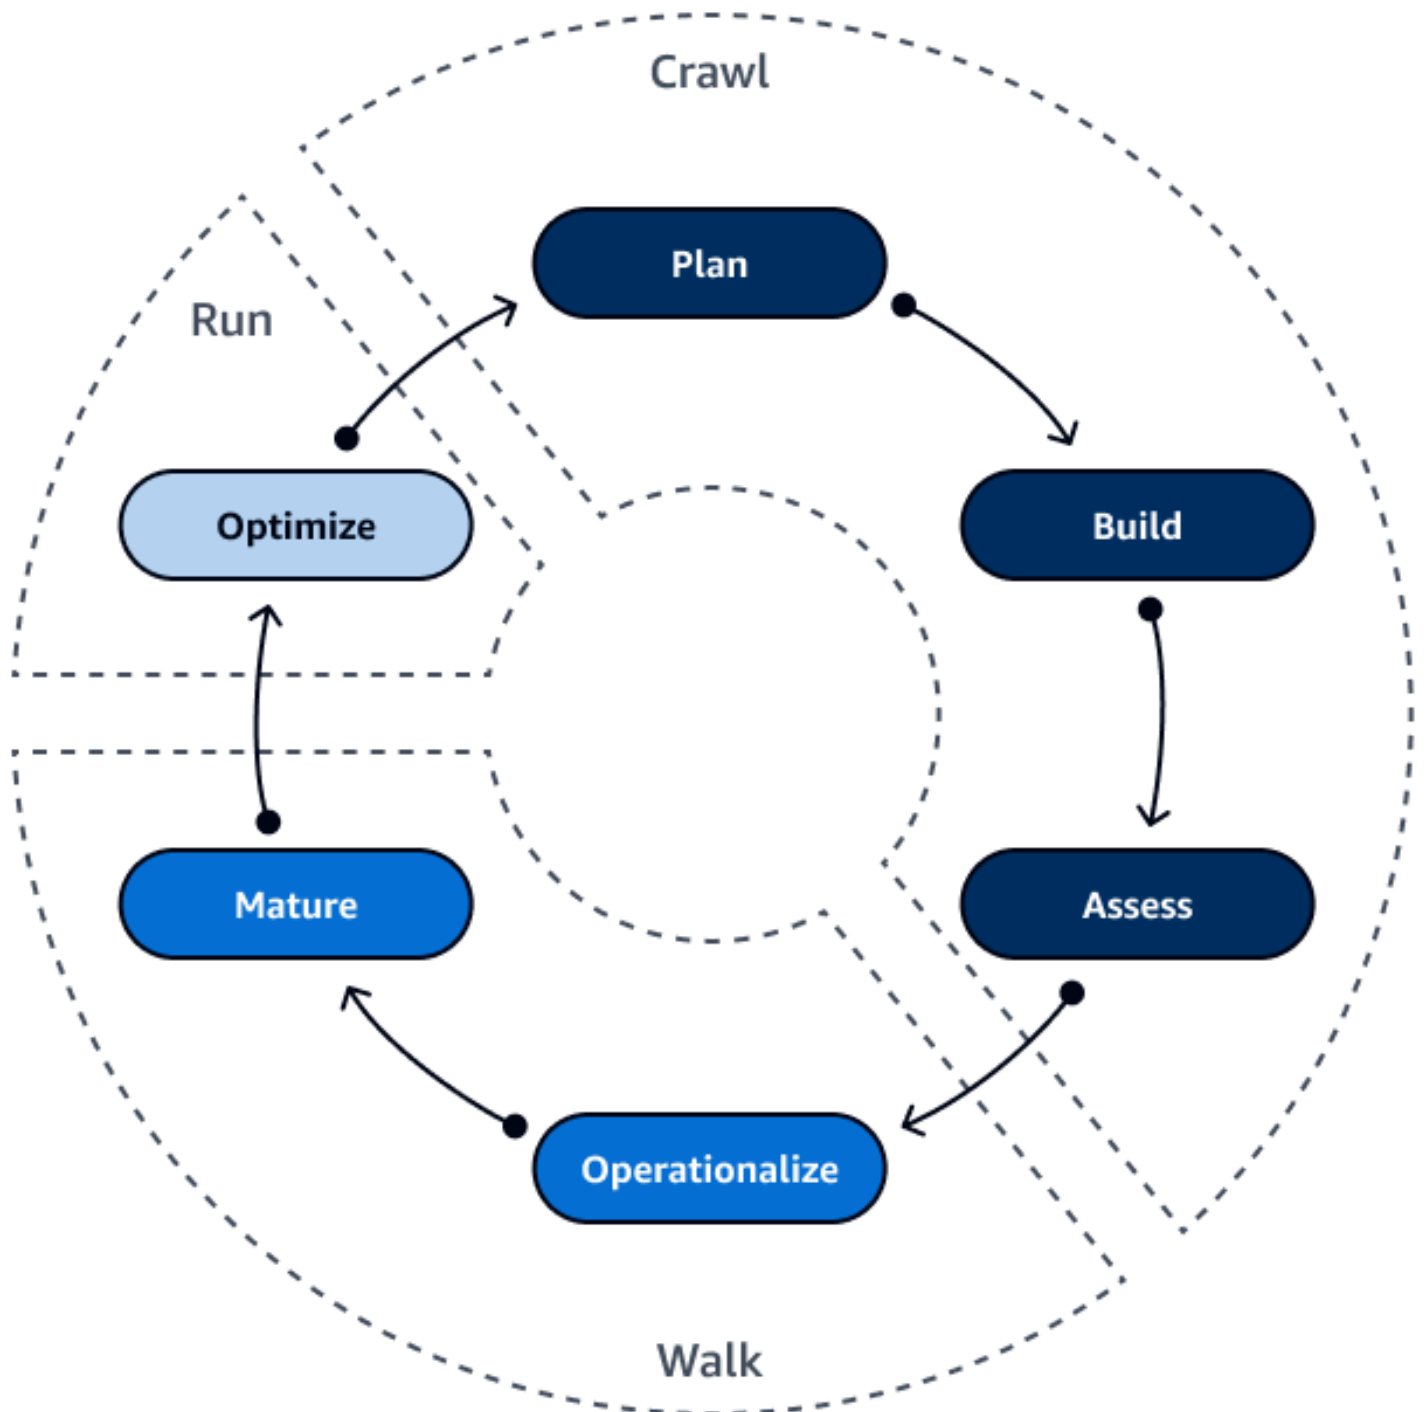 Crawl
Plan
Run
Optimize
Build
Mature
Assess
Operationalize
Walk